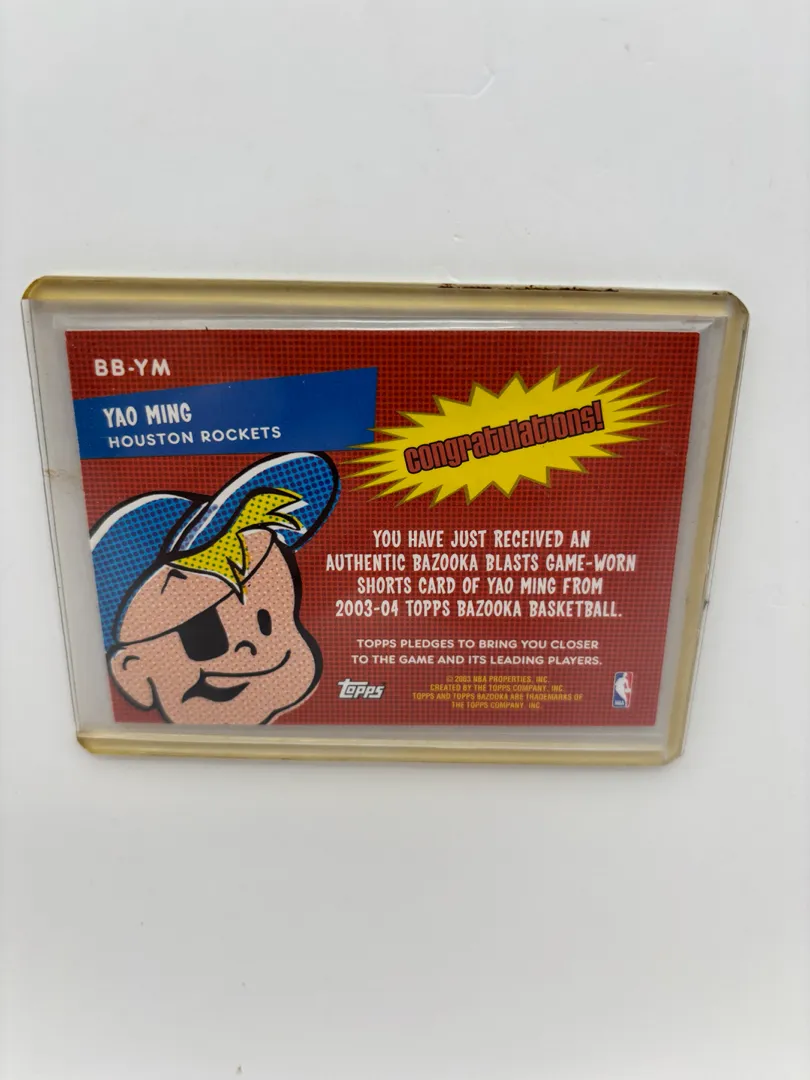 BB-YM
YAO MING
HOUSTON ROCKETS
Congratulations!
YOU HAVE JUST RECEIVED AN
AUTHENTIC BAZOOKA BLASTS GAME-WORN
SHORTS CARD OF YAO MING FROM
2003-04 TOPPS BAZOOKA BASKETBALL.
TOPPS PLEDGES TO BRING YOU CLOSER
TO THE GAME AND ITS LEADING PLAYERS.
Topps
© 2003 NBA PROPERTIES, INC.
CREATED BY THE TOPPS COMPANY, INC.
TOPPS AND TOPPS BAZOOKA ARE TRADEMARKS OF
THE TOPPS COMPANY, INC.
NBA